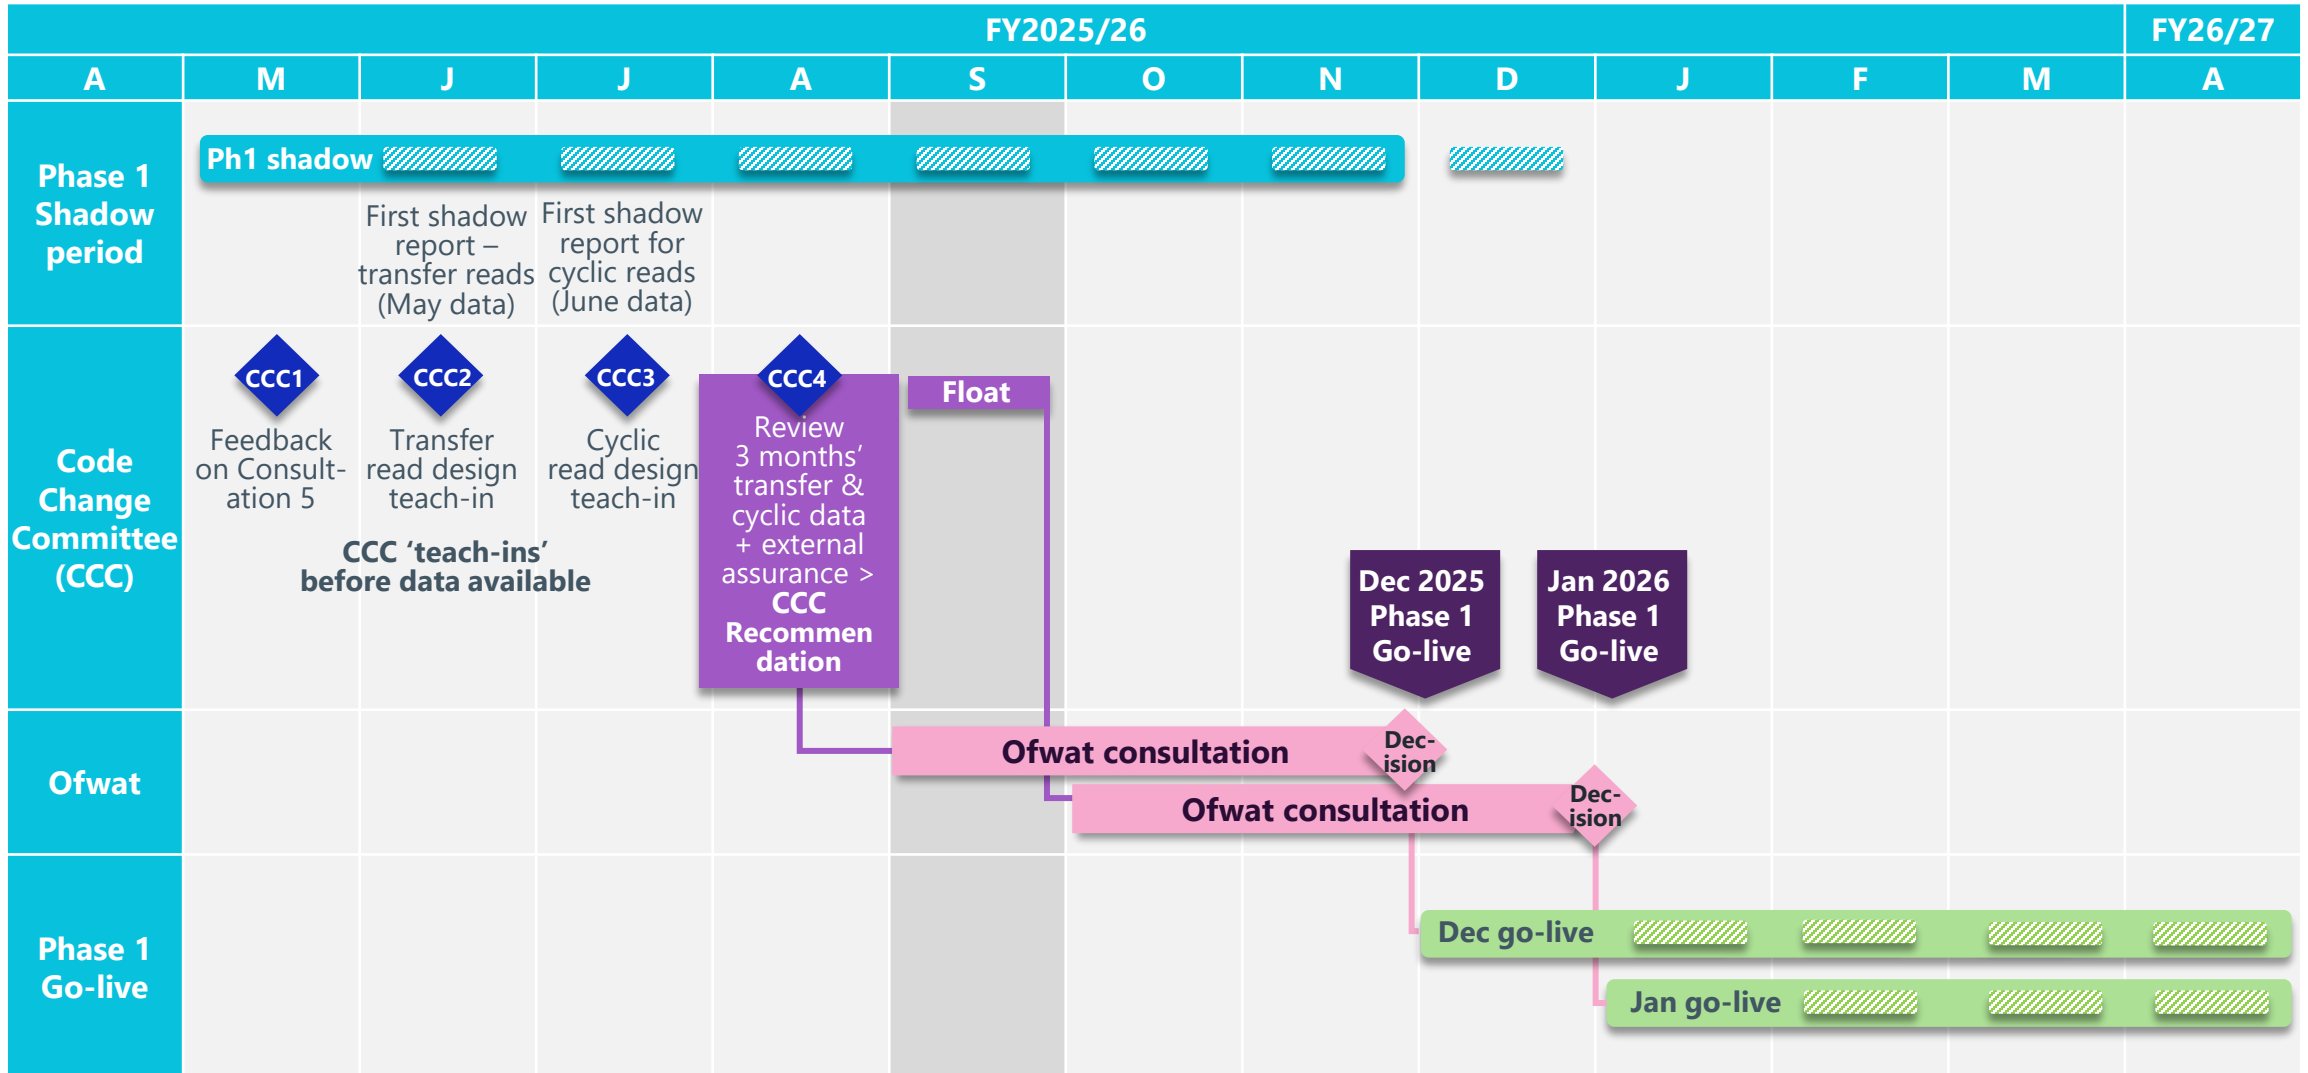 FY2025/26
FY26/27
A
M
J
J
A
S
O
N
D
J
F
M
A
Phase 1
Shadow
period
Ph1 shadow
First shadow
report –
transfer reads
(May data)
First shadow
report for
cyclic reads
(June data)
Code
Change
Committee
(CCC)
CCC1
Feedback
on Consult-
ation 5
CCC2
Transfer
read design
teach-in
CCC3
Cyclic
read design
teach-in
CCC ‘teach-ins’
before data available
CCC4
Review
3 months’
transfer &
cyclic data
+ external
assurance >
CCC
Recommen
dation
Float
Dec 2025
Phase 1
Go-live
Jan 2026
Phase 1
Go-live
Ofwat
Ofwat consultation
Dec-
ision
Ofwat consultation
Dec-
ision
Phase 1
Go-live
Dec go-live
Jan go-live